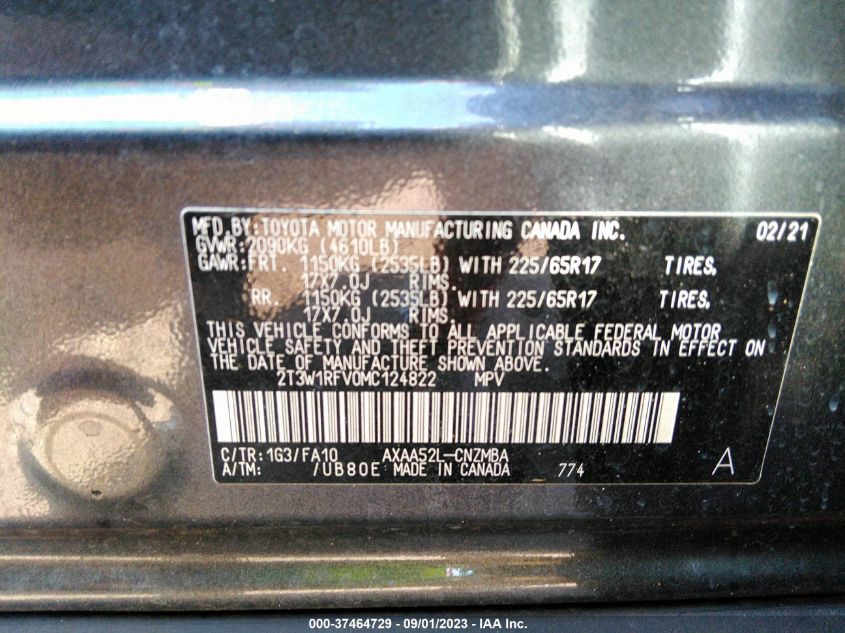 MFD.BY:TOYOTA MOTOR MANUFACTURING CANADA INC. 02/21
GVWR:2090KG (4610LB)
GAWR:FRT. 1150KG (2535LB) WITH 225/65R17 TIRES,
17X7.0J RIMS.
RR. 1150KG (2535LB) WITH 225/65R17 TIRES,
17X7.0J RIMS.
THIS VEHICLE CONFORMS TO ALL APPLICABLE FEDERAL MOTOR
VEHICLE SAFETY AND THEFT PREVENTION STANDARDS IN EFFECT ON
THE DATE OF MANUFACTURE SHOWN ABOVE.
2T3W1RFV0MC124822 MPV
C/TR:1G3/FA10 AXAA52L-CNZMBA
A/TM: /UB80E MADE IN CANADA 774 A
000-37464729 - 09/01/2023 - IAA Inc.